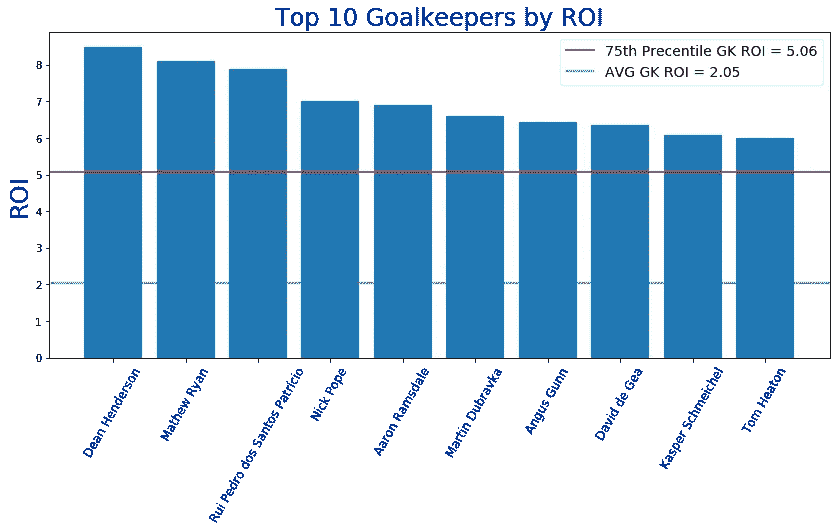 Top 10 Goalkeepers by ROI
75th Precentile GK ROI = 5.06
AVG GK ROI = 2.05
ROI
8
7
6
5
4
3
2
1
0
Dean Henderson
Mathew Ryan
Rui Pedro dos Santos Patrício
Nick Pope
Aaron Ramsdale
Martin Dubravka
Angus Gunn
David de Gea
Kasper Schmeichel
Tom Heaton